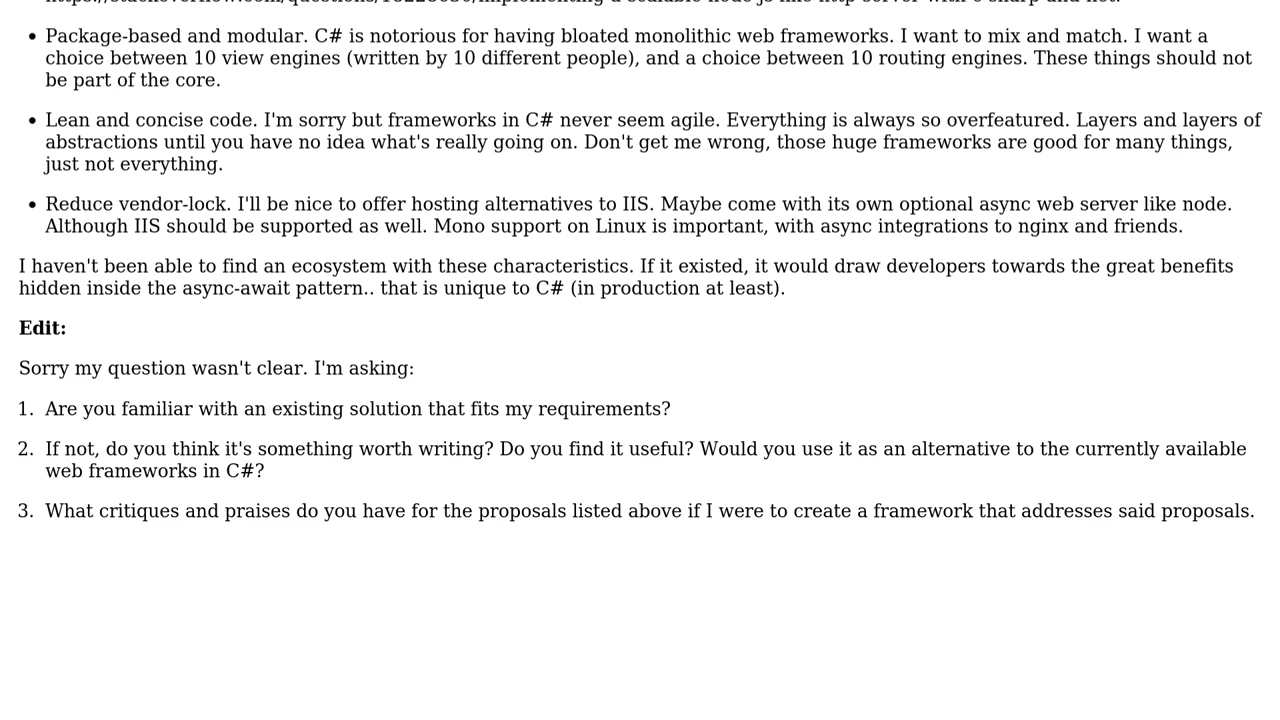 • Package-based and modular. C# is notorious for having bloated monolithic web frameworks. I want to mix and match. I want a
choice between 10 view engines (written by 10 different people), and a choice between 10 routing engines. These things should not
be part of the core.
• Lean and concise code. I'm sorry but frameworks in C# never seem agile. Everything is always so overfeatured. Layers and layers of
abstractions until you have no idea what's really going on. Don't get me wrong, those huge frameworks are good for many things,
just not everything.
• Reduce vendor-lock. I'll be nice to offer hosting alternatives to IIS. Maybe come with its own optional async web server like node.
Although IIS should be supported as well. Mono support on Linux is important, with async integrations to nginx and friends.
I haven't been able to find an ecosystem with these characteristics. If it existed, it would draw developers towards the great benefits
hidden inside the async-await pattern.. that is unique to C# (in production at least).
Edit:
Sorry my question wasn't clear. I'm asking:
1. Are you familiar with an existing solution that fits my requirements?
2. If not, do you think it's something worth writing? Do you find it useful? Would you use it as an alternative to the currently available
web frameworks in C#?
3. What critiques and praises do you have for the proposals listed above if I were to create a framework that addresses said proposals.